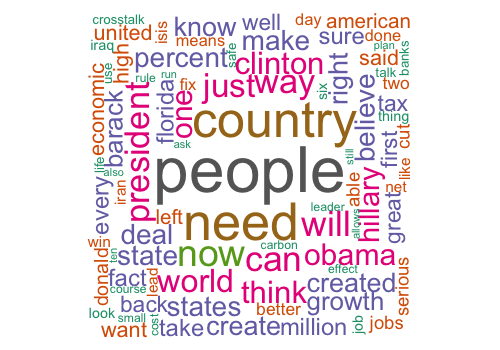 crosstalk
day
american
know
well
united
isis
done
iraq
means
safe
plan
make
sure
said
banks
percent
clinton
talk
high
use
way
right
two
economic
rule
run
fix
just
six
tax
thing
barack
florida
one
country
believe
cut
president
ask
first
like
life
also
people
still
net
every
iran
able
great
left
need
leader
will
allows
hillary
win
deal
now
carbon
can
obama
donald
state
ten
fact
lead
world
think
effect
created
serious
course
better
growth
look
small
back
states
cost
job
jobs
want
take
create
million